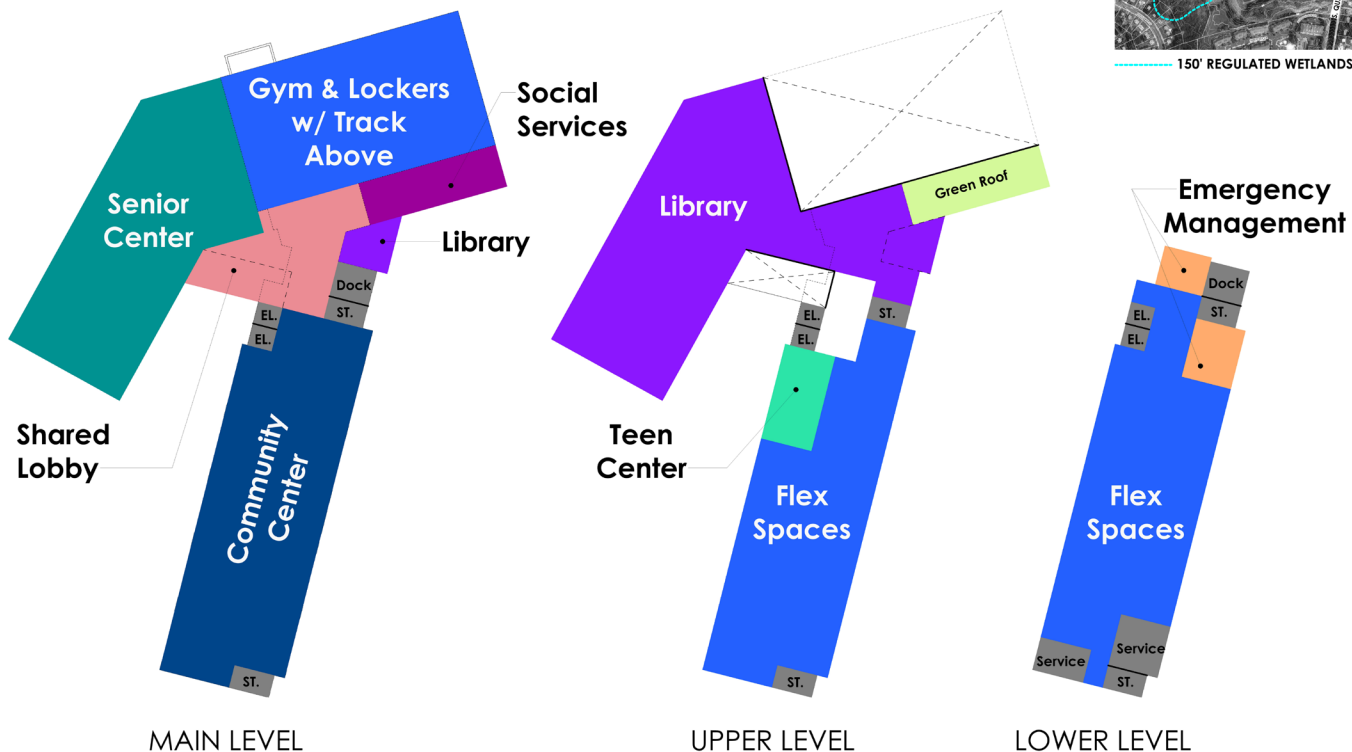 150' REGULATED WETLANDS
Gym & Lockers
w/ Track
Above
Social
Services
Senior
Center
Library
Dock
ST.
EL.
EL.
Shared
Lobby
Community
Center
ST.
MAIN LEVEL
Library
Green Roof
EL.
EL.
ST.
Teen
Center
Flex
Spaces
ST.
UPPER LEVEL
Emergency
Management
Dock
ST.
EL.
EL.
Flex
Spaces
Service
Service
ST.
LOWER LEVEL